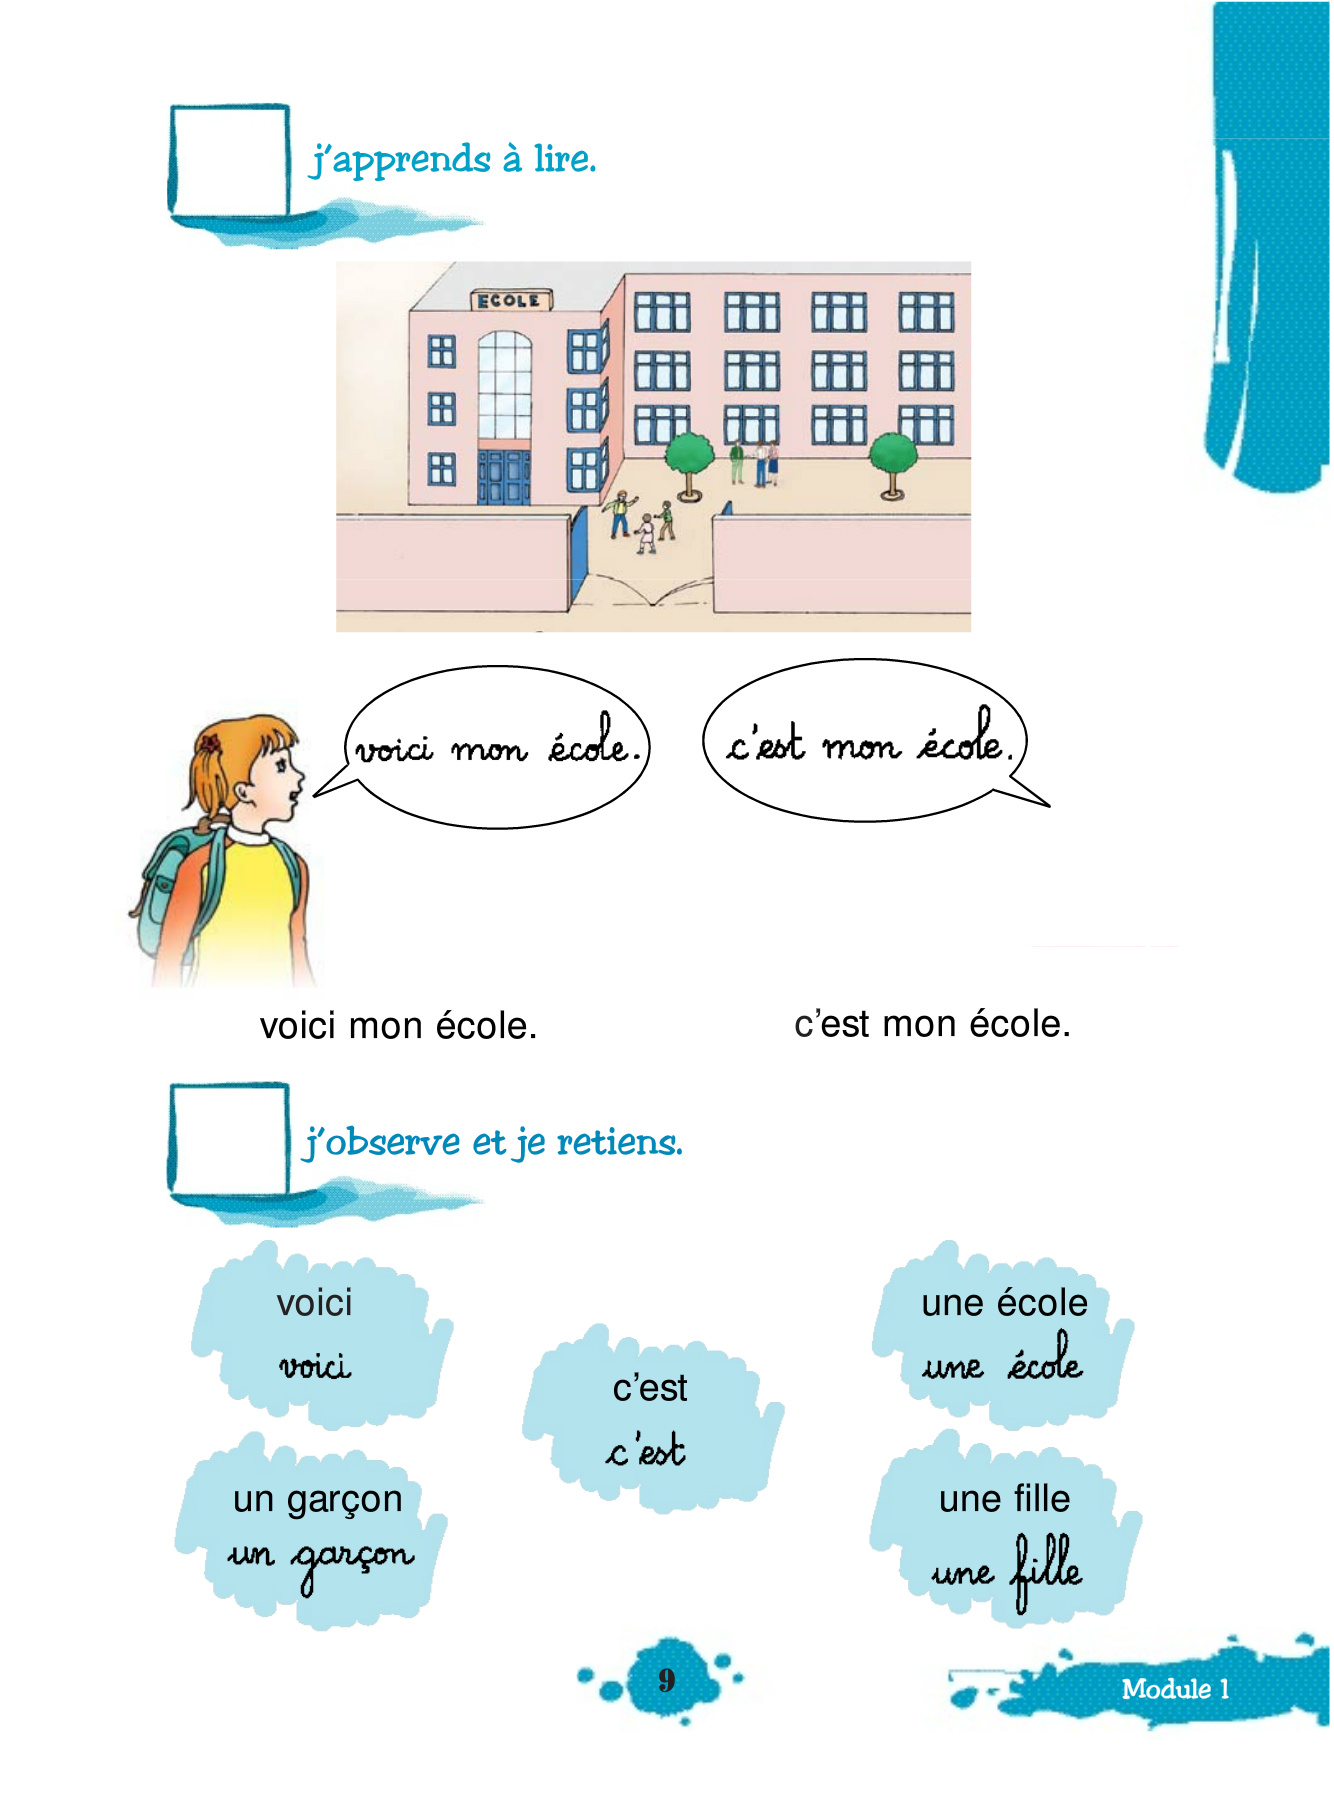 j'apprends à lire.
ECOLE
voici mon école.
c'est mon école.
voici mon école.
c'est mon école.
j'observe et je retiens.
voici
voici
une école
une école
c'est
c'est
un garçon
un garçon
une fille
une fille
9
Module 1